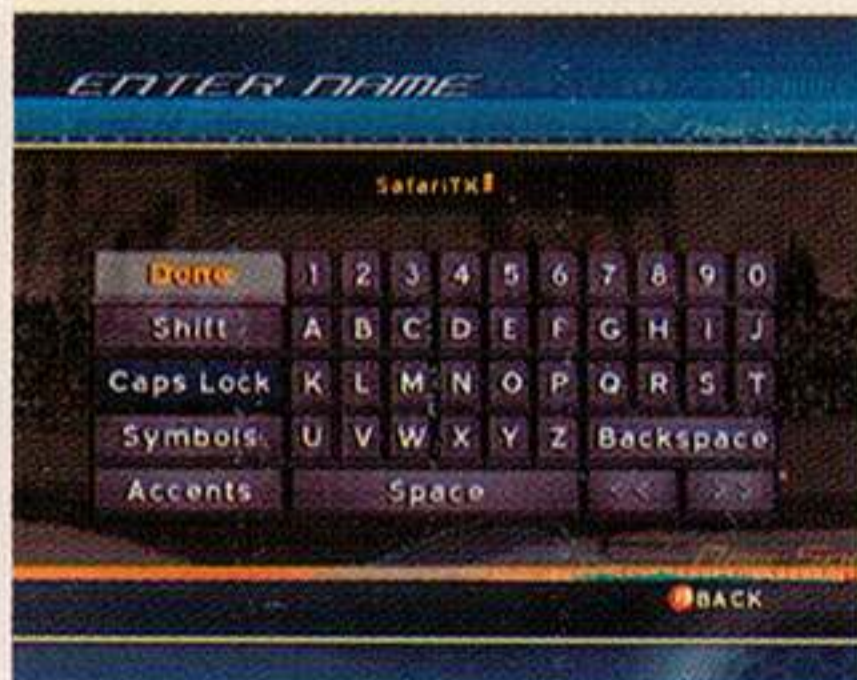 ENTER NAME
SafariTK
Done 1 2 3 4 5 6 7 8 9 0
Shift A B C D E F G H I J
Caps Lock K L M N O P Q R S T
Symbols U V W X Y Z Backspace
Accents Space << >>
BACK